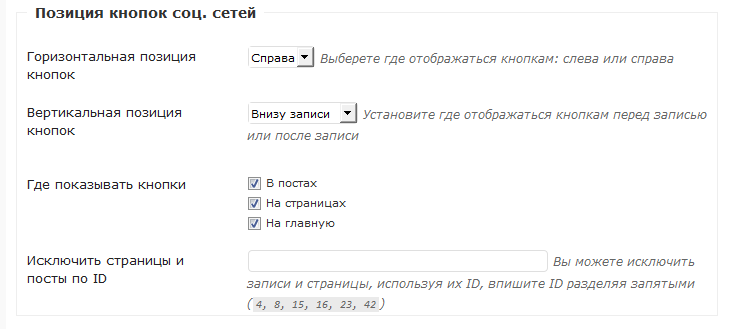 Позиция кнопок соц. сетей
Горизонтальная позиция
кнопок
Справа
Выберете где отображаться кнопкам: слева или справа
Вертикальная позиция
кнопок
Внизу записи
Установите где отображаться кнопкам перед записью
или после записи
Где показывать кнопки
В постах
На страницах
На главную
Исключить страницы и
посты по ID
Вы можете исключить
записи и страницы, используя их ID, впишите ID разделяя запятыми
(4, 8, 15, 16, 23, 42)